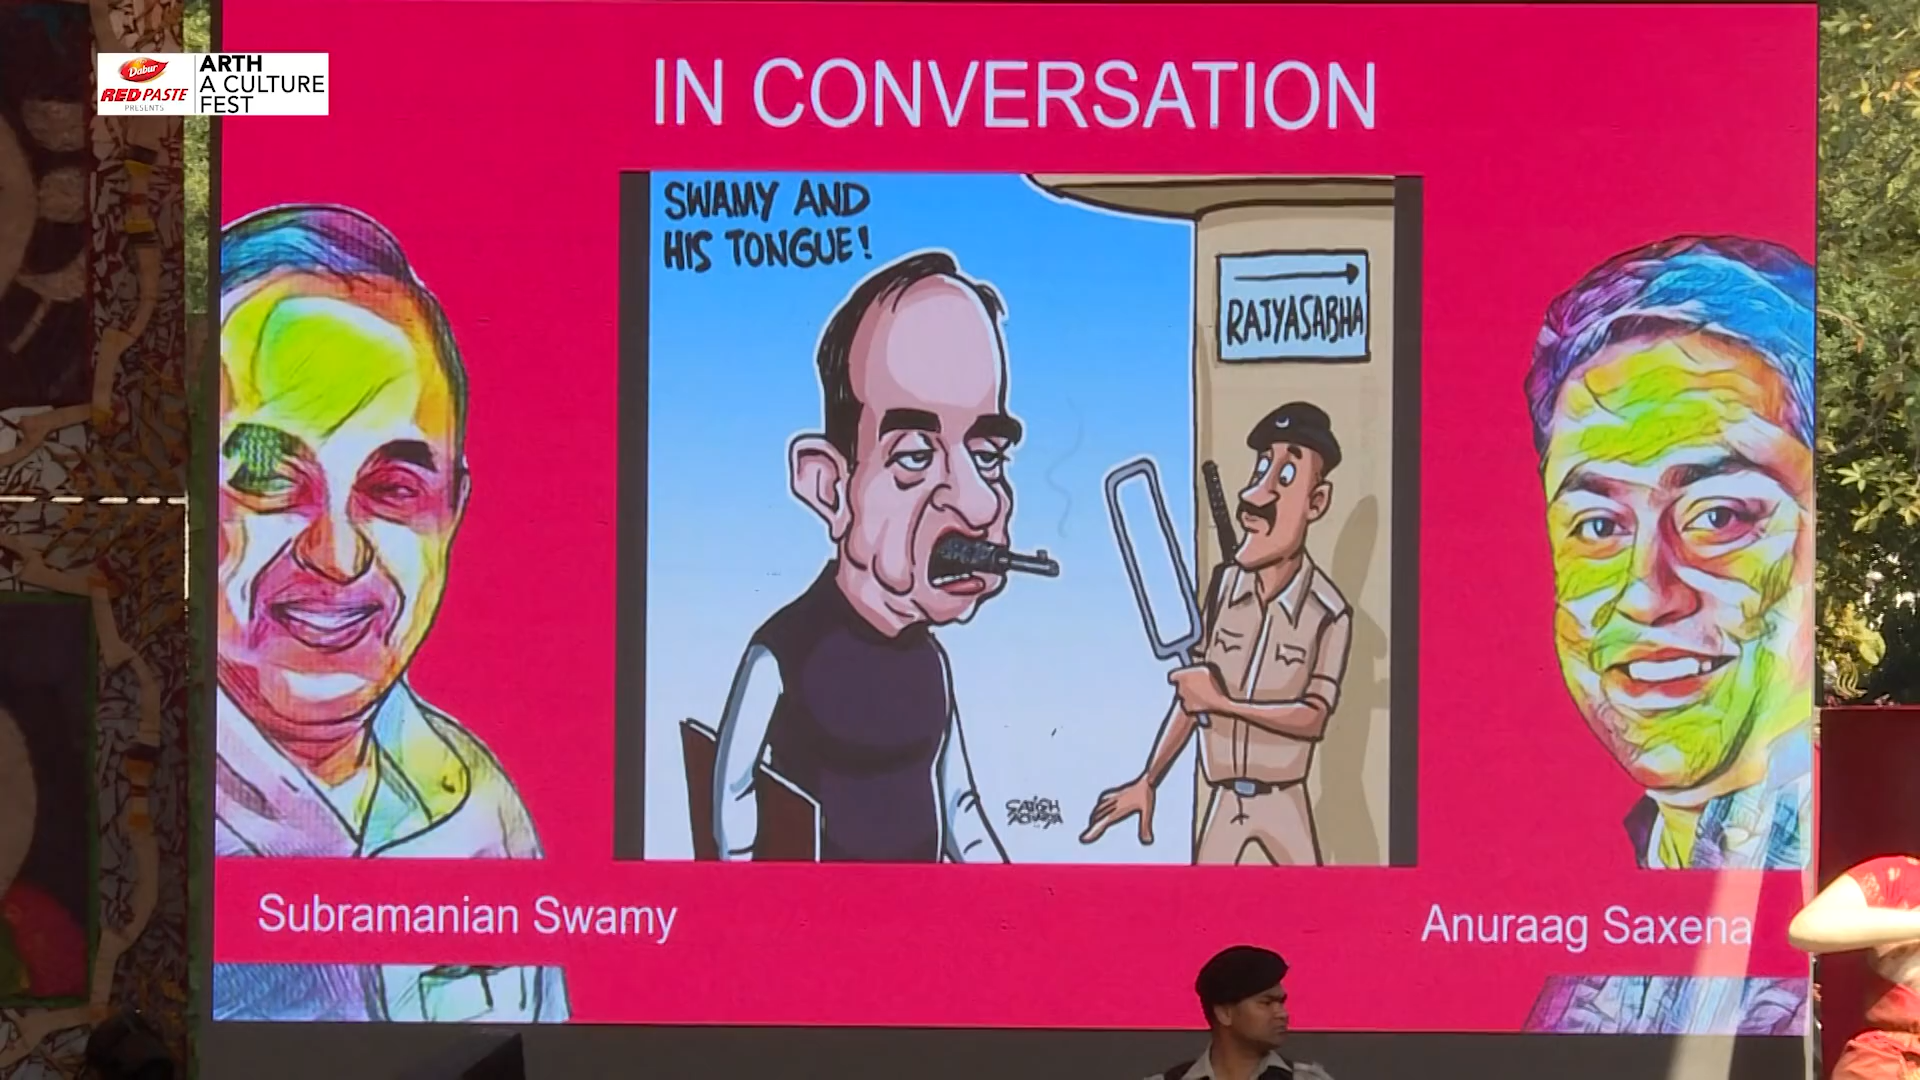 Dabur
RED PASTE
PRESENTS
ARTH
A CULTURE
FEST
IN CONVERSATION
SWAMY AND
HIS TONGUE!
RAJYASABHA
SATISH
ACHARYA
Subramanian Swamy
Anuraag Saxena